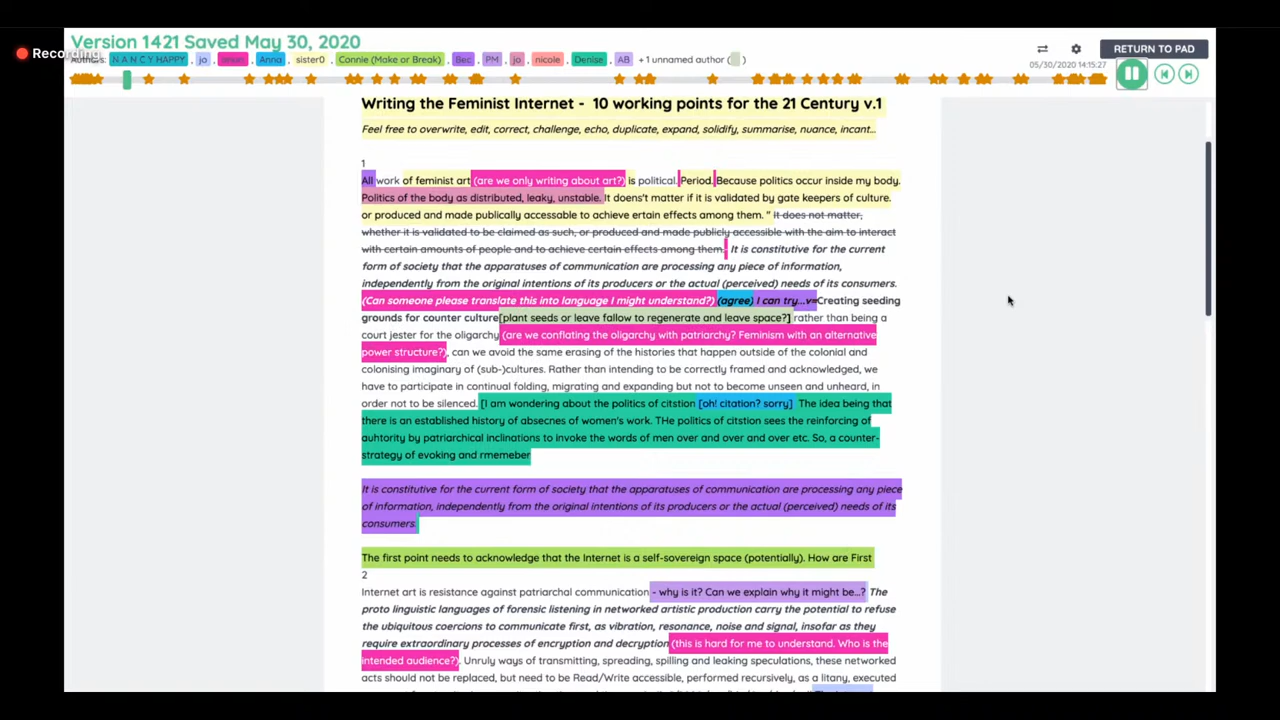 Version 1421 Saved May 30, 2020
Recording
Authors: N A N C Y HAPPY , jo , , Anna , sister0 , Connie (Make or Break) , Bec , PM , jo , nicole , Denise , AB + 1 unnamed author ( )
RETURN TO PAD
05/30/2020 14:15:27
Writing the Feminist Internet - 10 working points for the 21 Century v.1
Feel free to overwrite, edit, correct, challenge, echo, duplicate, expand, solidify, summarise, nuance, incant...
1
All work of feminist art (are we only writing about art?) is political. Period. Because politics occur inside my body.
Politics of the body as distributed, leaky, unstable. It doens't matter if it is validated by gate keepers of culture.
or produced and made publically accessable to achieve ertain effects among them. " It does not matter,
whether it is validated to be claimed as such, or produced and made publicly accessible with the aim to interact
with certain amounts of people and to achieve certain effects among them. It is constitutive for the current
form of society that the apparatuses of communication are processing any piece of information,
independently from the original intentions of its producers or the actual (perceived) needs of its consumers.
(Can someone please translate this into language I might understand?) (agree) I can try...v=Creating seeding
grounds for counter culture[plant seeds or leave fallow to regenerate and leave space?] rather than being a
court jester for the oligarchy (are we conflating the oligarchy with patriarchy? Feminism with an alternative
power structure?), can we avoid the same erasing of the histories that happen outside of the colonial and
colonising imaginary of (sub-)cultures. Rather than intending to be correctly framed and acknowledged, we
have to participate in continual folding, migrating and expanding but not to become unseen and unheard, in
order not to be silenced. [I am wondering about the politics of citstion [oh! citation? sorry] The idea being that
there is an established history of absecnes of women's work. THe politics of citstion sees the reinforcing of
auhtority by patriarchical inclinations to invoke the words of men over and over and over etc. So, a counter-
strategy of evoking and rmemeber
It is constitutive for the current form of society that the apparatuses of communication are processing any piece
of information, independently from the original intentions of its producers or the actual (perceived) needs of its
consumers.
The first point needs to acknowledge that the Internet is a self-sovereign space (potentially). How are First
2
Internet art is resistance against patriarchal communication - why is it? Can we explain why it might be...? The
proto linguistic languages of forensic listening in networked artistic production carry the potential to refuse
the ubiquitous coercions to communicate first, as vibration, resonance, noise and signal, insofar as they
require extraordinary processes of encryption and decryption (this is hard for me to understand. Who is the
intended audience?). Unruly ways of transmitting, spreading, spilling and leaking speculations, these networked
acts should not be replaced, but need to be Read/Write accessible, performed recursively, as a litany, executed